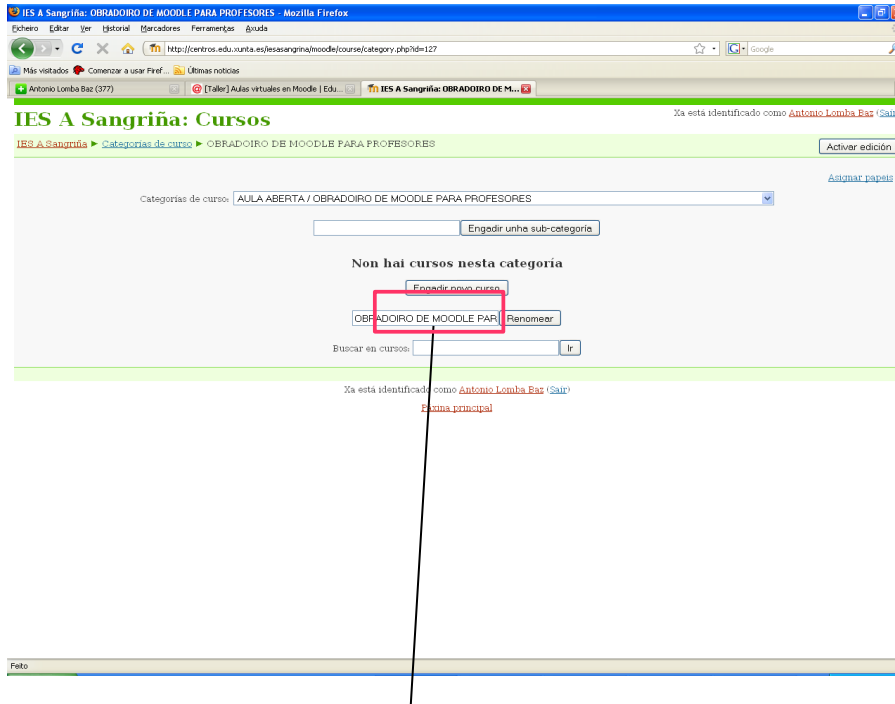 IES A Sangriña: OBRADOIRO DE MOODLE PARA PROFESORES - Mozilla Firefox
Eicheiro Editar Ver Historial Marcadores Ferramentas Axuda
http://centros.edu.xunta.es/iesasangrina/moodle/course/category.php?id=127
Google
Más visitados Comenzar a usar Firef... Últimas noticias
Antonio Lomba Baz (377) [Taller] Aulas virtuales en Moodle | Edu... IES A Sangriña: OBRADOIRO DE M...
IES A Sangriña: Cursos
Xa está identificado como Antonio Lomba Baz (Saír
IES A Sangriña ► Categorías de curso ► OBRADOIRO DE MOODLE PARA PROFESORES
Activar edición
Asignar papeis
Categorías de curso: AULA ABERTA / OBRADOIRO DE MOODLE PARA PROFESORES
Engadir unha sub-categoría
Non hai cursos nesta categoría
Engadir novo curso
OBRADOIRO DE MOODLE PAR Renomear
Buscar en cursos: Ir
Xa está identificado como Antonio Lomba Baz (Saír)
Páxina principal
Feito